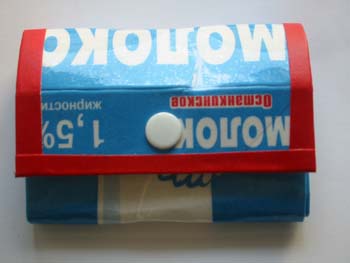 МОЛОКО
Останкинское
МОЛОК
1,5%
жирности